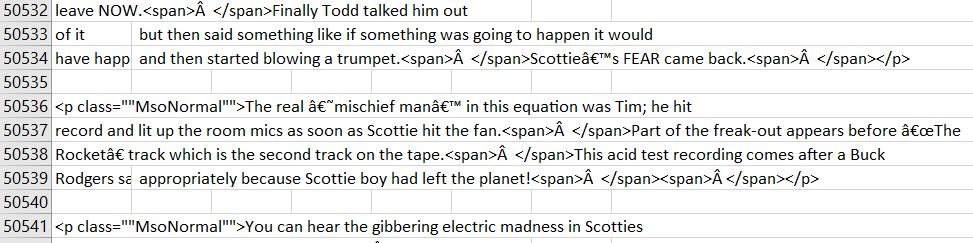 50532 leave NOW.<span>Â </span>Finally Todd talked him out
50533 of it but then said something like if something was going to happen it would
50534 have happ and then started blowing a trumpet.<span>Â </span>Scottieâ€™s FEAR came back.<span>Â </span></p>
50535
50536 <p class=""MsoNormal"">The real â€˜mischief manâ€™ in this equation was Tim; he hit
50537 record and lit up the room mics as soon as Scottie hit the fan.<span>Â </span>Part of the freak-out appears before â€œThe
50538 Rocketâ€ track which is the second track on the tape.<span>Â </span>This acid test recording comes after a Buck
50539 Rodgers sa appropriately because Scottie boy had left the planet!<span>Â </span><span>Â </span></p>
50540
50541 <p class=""MsoNormal"">You can hear the gibbering electric madness in Scotties